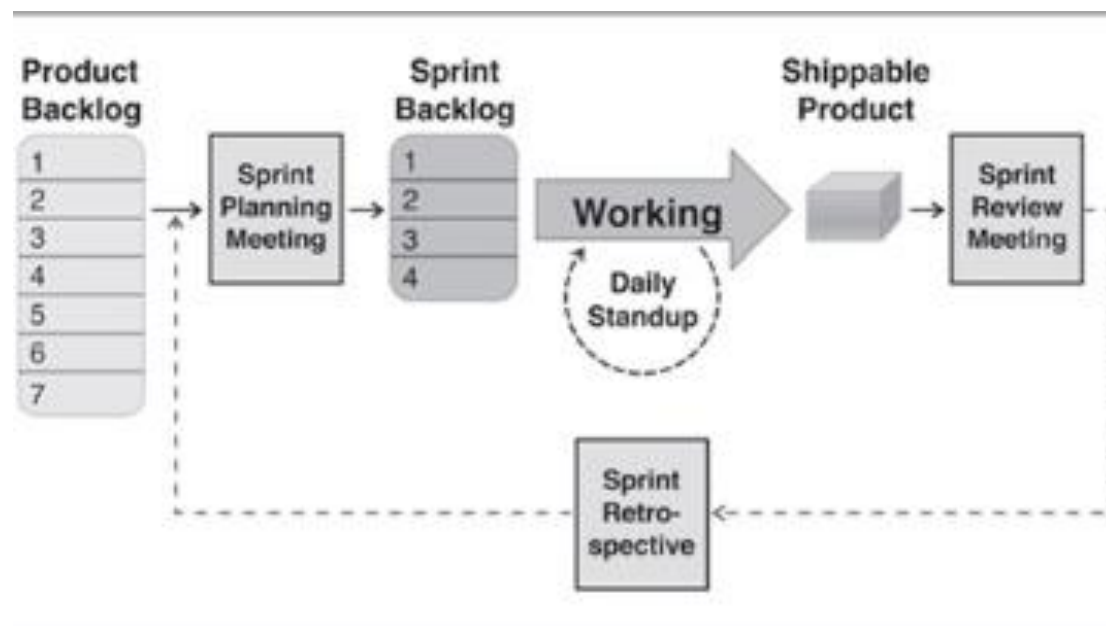 Product
Backlog
1
2
3
4
5
6
7
Sprint
Planning
Meeting
Sprint
Backlog
1
2
3
4
Working
Daily
Standup
Shippable
Product
Sprint
Review
Meeting
Sprint
Retro-
spective